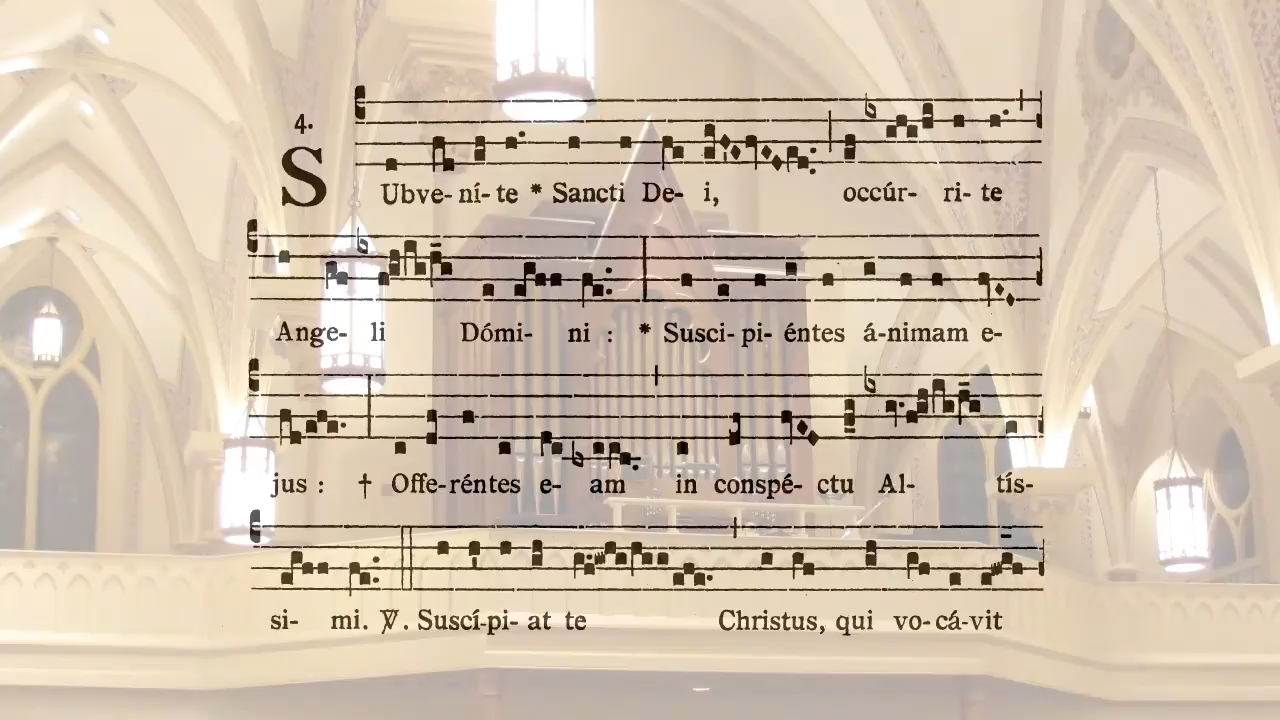 4.
SUbve- ní- te * Sancti De- i, occúr- ri- te
Ange- li Dómi- ni : * Susci- pi- éntes á-nimam e-
jus : † Offe-réntes e- am in conspé- ctu Al- tís-
si- mi. ℣. Suscí-pi- at te Christus, qui vo-cá-vit